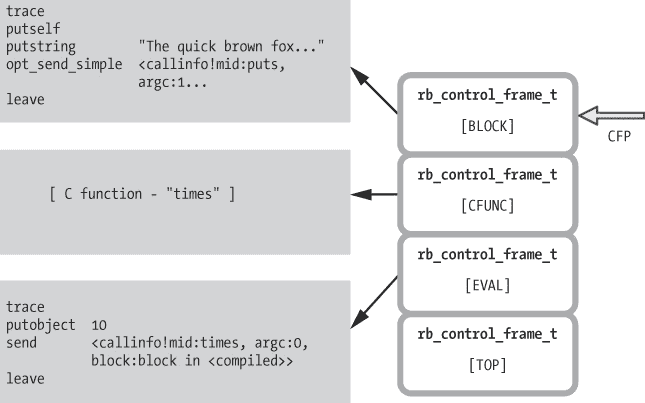 trace
putself
putstring "The quick brown fox..."
opt_send_simple <callinfo!mid:puts,
argc:1...
leave
[ C function - "times" ]
trace
putobject 10
send <callinfo!mid:times, argc:0,
block:block in <compiled>>
leave
rb_control_frame_t
[BLOCK]
rb_control_frame_t
[CFUNC]
rb_control_frame_t
[EVAL]
rb_control_frame_t
[TOP]
CFP